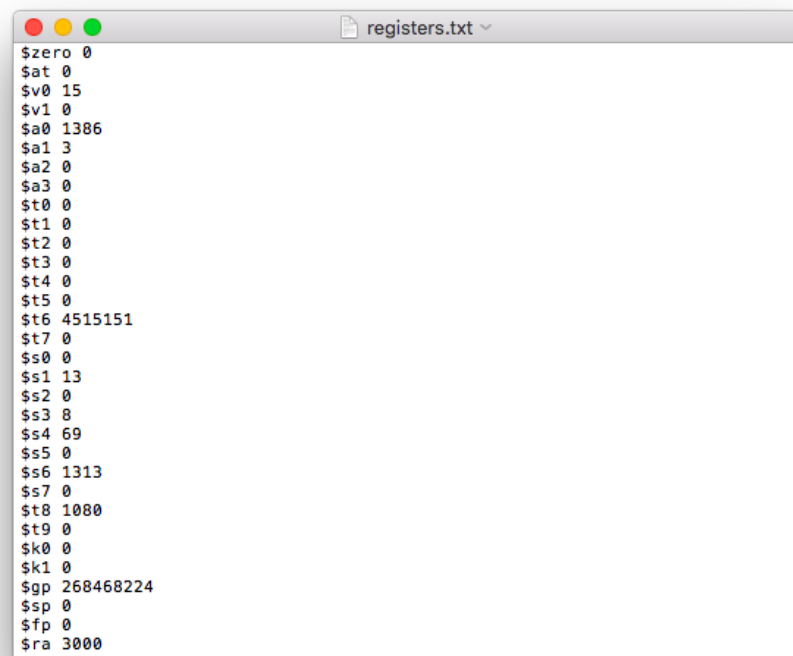 registers.txt
$zero 0
$at 0
$v0 15
$v1 0
$a0 1386
$a1 3
$a2 0
$a3 0
$t0 0
$t1 0
$t2 0
$t3 0
$t4 0
$t5 0
$t6 4515151
$t7 0
$s0 0
$s1 13
$s2 0
$s3 8
$s4 69
$s5 0
$s6 1313
$s7 0
$t8 1080
$t9 0
$k0 0
$k1 0
$gp 268468224
$sp 0
$fp 0
$ra 3000